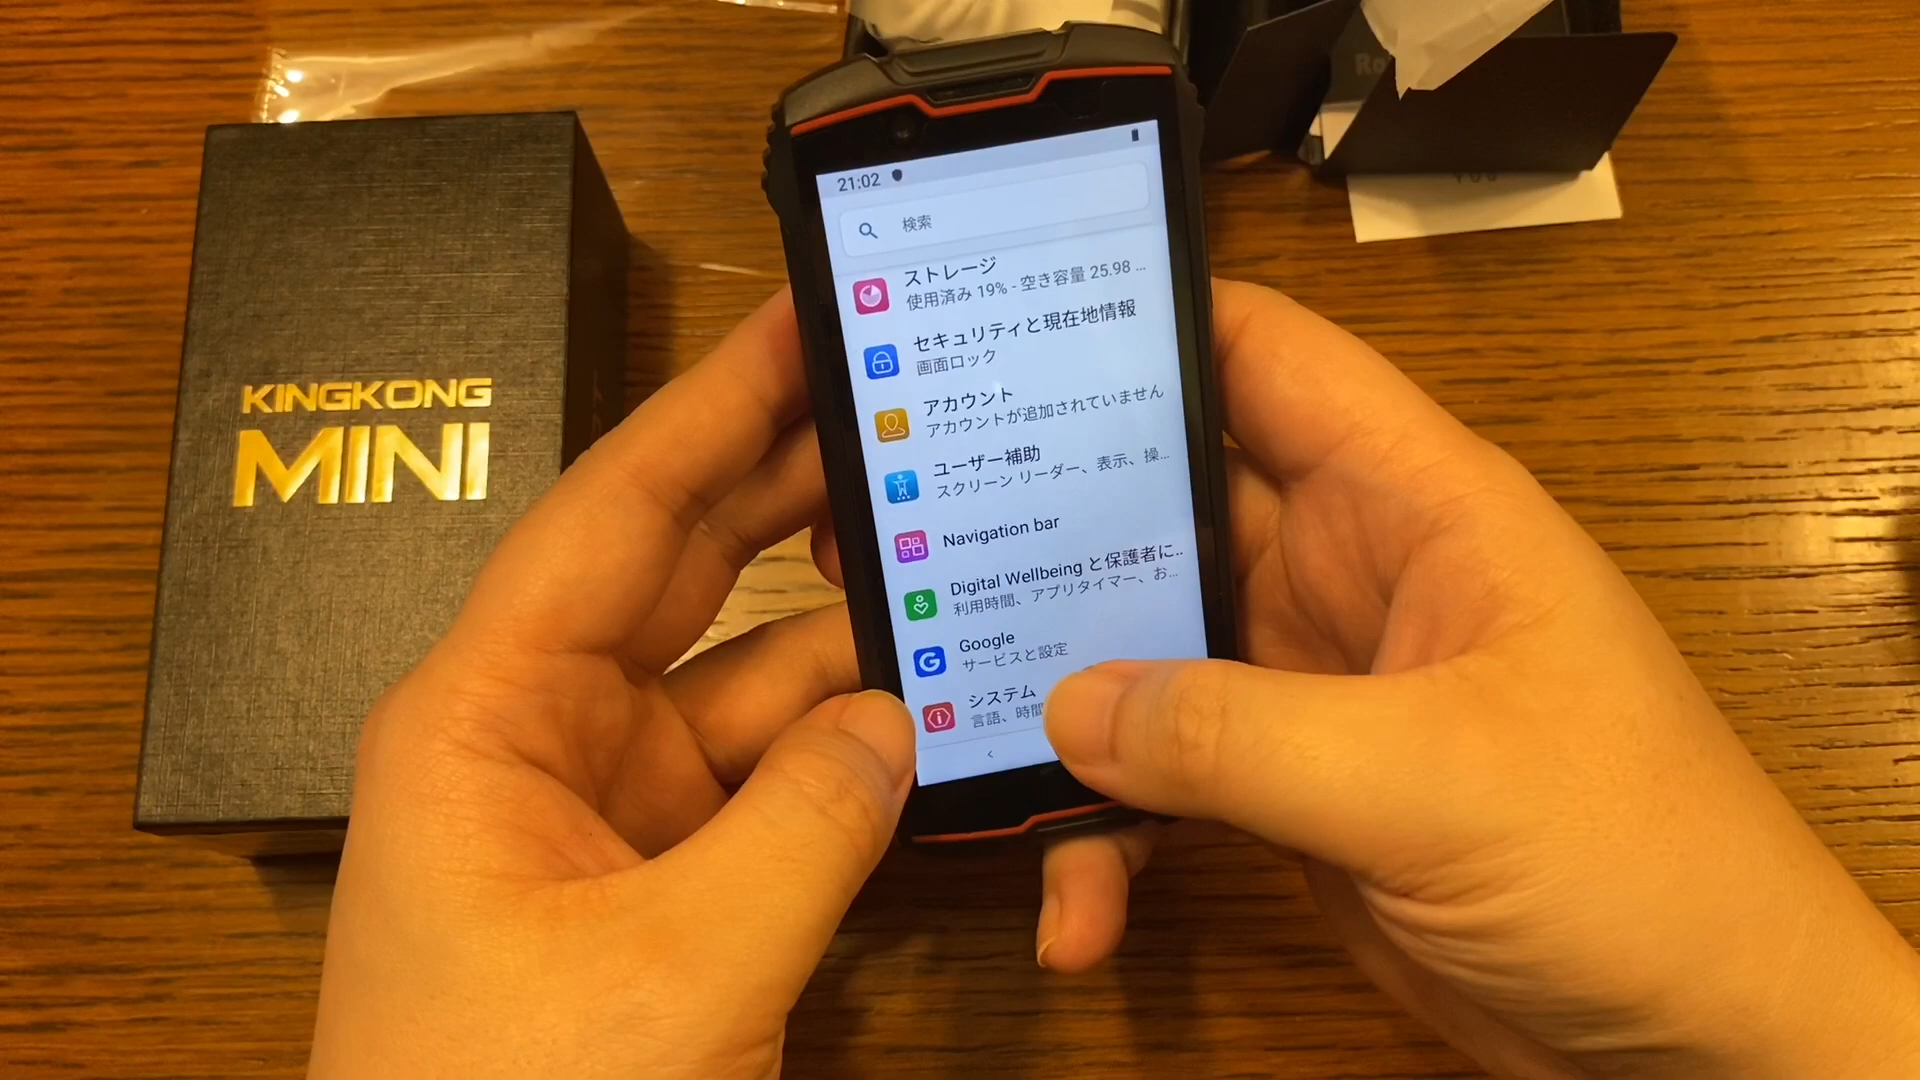 KINGKONG
MINI
21:02
検索
ストレージ
使用済み 19% - 空き容量 25.98 ...
セキュリティと現在地情報
画面ロック
アカウント
アカウントが追加されていません
ユーザー補助
スクリーン リーダー、表示、操...
Navigation bar
Digital Wellbeing と保護者に...
利用時間、アプリタイマー、お...
Google
サービスと設定
システム
言語、時間